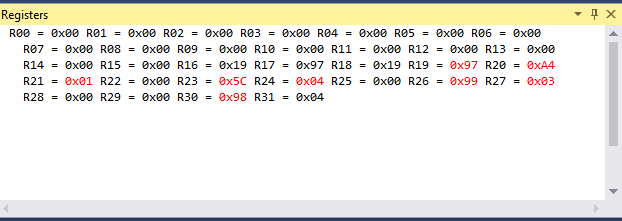 Registers
R00 = 0x00 R01 = 0x00 R02 = 0x00 R03 = 0x00 R04 = 0x00 R05 = 0x00 R06 = 0x00
R07 = 0x00 R08 = 0x00 R09 = 0x00 R10 = 0x00 R11 = 0x00 R12 = 0x00 R13 = 0x00
R14 = 0x00 R15 = 0x00 R16 = 0x19 R17 = 0x97 R18 = 0x19 R19 = 0x97 R20 = 0xA4
R21 = 0x01 R22 = 0x00 R23 = 0x5C R24 = 0x04 R25 = 0x00 R26 = 0x99 R27 = 0x03
R28 = 0x00 R29 = 0x00 R30 = 0x98 R31 = 0x04